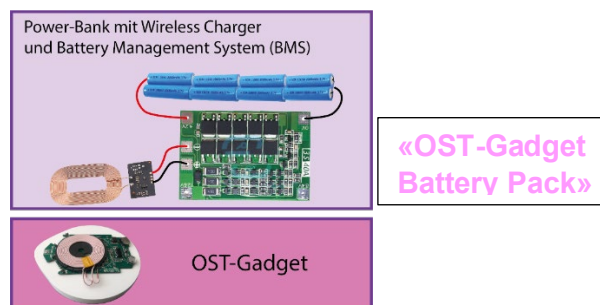 Power-Bank mit Wireless Charger
und Battery Management System (BMS)
«OST-Gadget
Battery Pack»
OST-Gadget